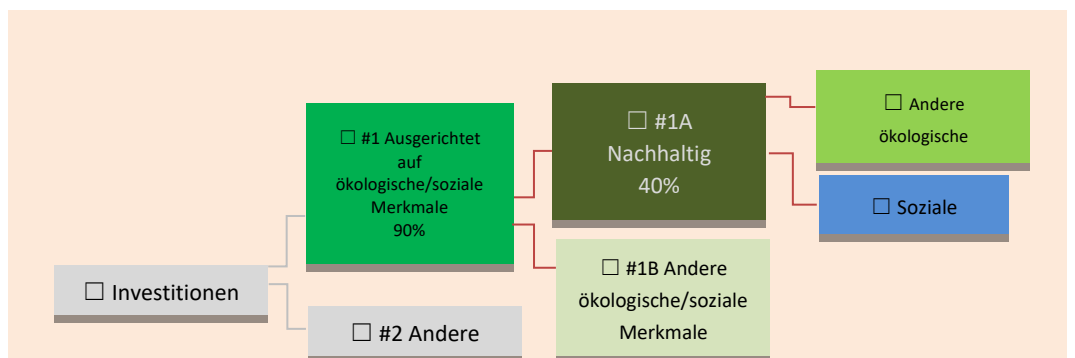 ☐ Investitionen
☐ #1 Ausgerichtet
auf
ökologische/soziale
Merkmale
90%
☐ #2 Andere
☐ #1A
Nachhaltig
40%
☐ #1B Andere
ökologische/soziale
Merkmale
☐ Andere
ökologische
☐ Soziale